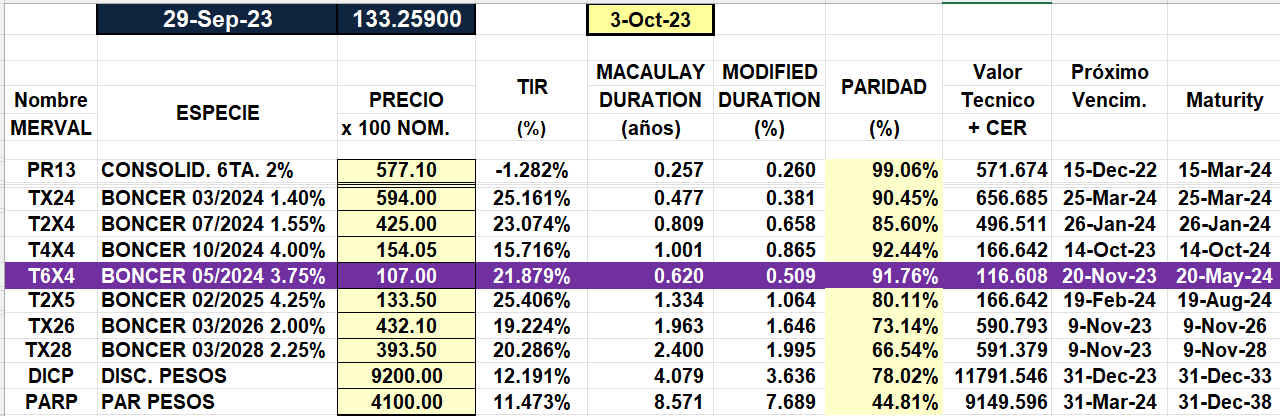 29-Sep-23 133.25900 3-Oct-23
Nombre MERVAL ESPECIE PRECIO x 100 NOM. TIR (%) MACAULAY DURATION (años) MODIFIED DURATION (%) PARIDAD (%) Valor Tecnico + CER Próximo Vencim. Maturity
PR13 CONSOLID. 6TA. 2% 577.10 -1.282% 0.257 0.260 99.06% 571.674 15-Dec-22 15-Mar-24
TX24 BONCER 03/2024 1.40% 594.00 25.161% 0.477 0.381 90.45% 656.685 25-Mar-24 25-Mar-24
T2X4 BONCER 07/2024 1.55% 425.00 23.074% 0.809 0.658 85.60% 496.511 26-Jan-24 26-Jan-24
T4X4 BONCER 10/2024 4.00% 154.05 15.716% 1.001 0.865 92.44% 166.642 14-Oct-23 14-Oct-24
T6X4 BONCER 05/2024 3.75% 107.00 21.879% 0.620 0.509 91.76% 116.608 20-Nov-23 20-May-24
T2X5 BONCER 02/2025 4.25% 133.50 25.406% 1.334 1.064 80.11% 166.642 19-Feb-24 19-Aug-24
TX26 BONCER 03/2026 2.00% 432.10 19.224% 1.963 1.646 73.14% 590.793 9-Nov-23 9-Nov-26
TX28 BONCER 03/2028 2.25% 393.50 20.286% 2.400 1.995 66.54% 591.379 9-Nov-23 9-Nov-28
DICP DISC. PESOS 9200.00 12.191% 4.079 3.636 78.02% 11791.546 31-Dec-23 31-Dec-33
PARP PAR PESOS 4100.00 11.473% 8.571 7.689 44.81% 9149.596 31-Mar-24 31-Dec-38